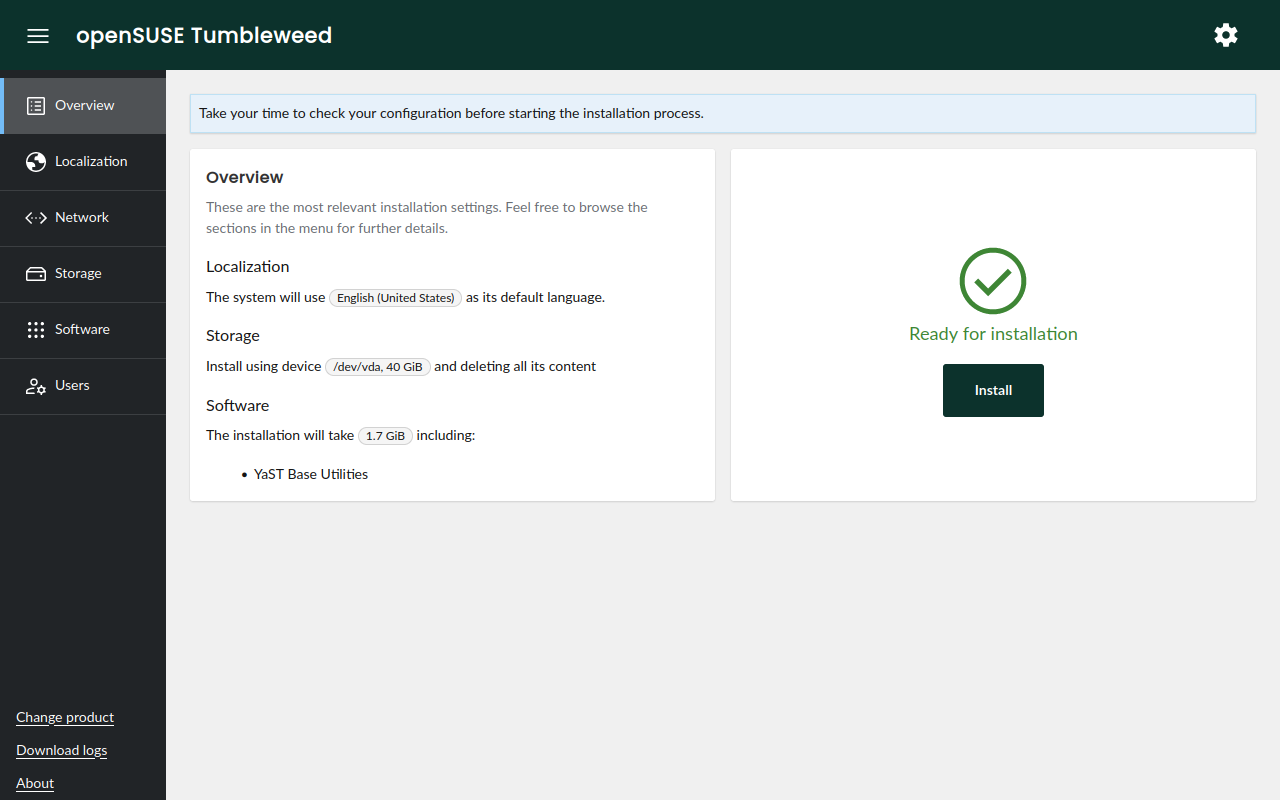 openSUSE Tumbleweed
Overview
Localization
Network
Storage
Software
Users
Change product
Download logs
About
Take your time to check your configuration before starting the installation process.
Overview
These are the most relevant installation settings. Feel free to browse the
sections in the menu for further details.
Localization
The system will use English (United States) as its default language.
Storage
Install using device /dev/vda, 40 GiB and deleting all its content
Software
The installation will take 1.7 GiB including:
• YaST Base Utilities
Ready for installation
Install